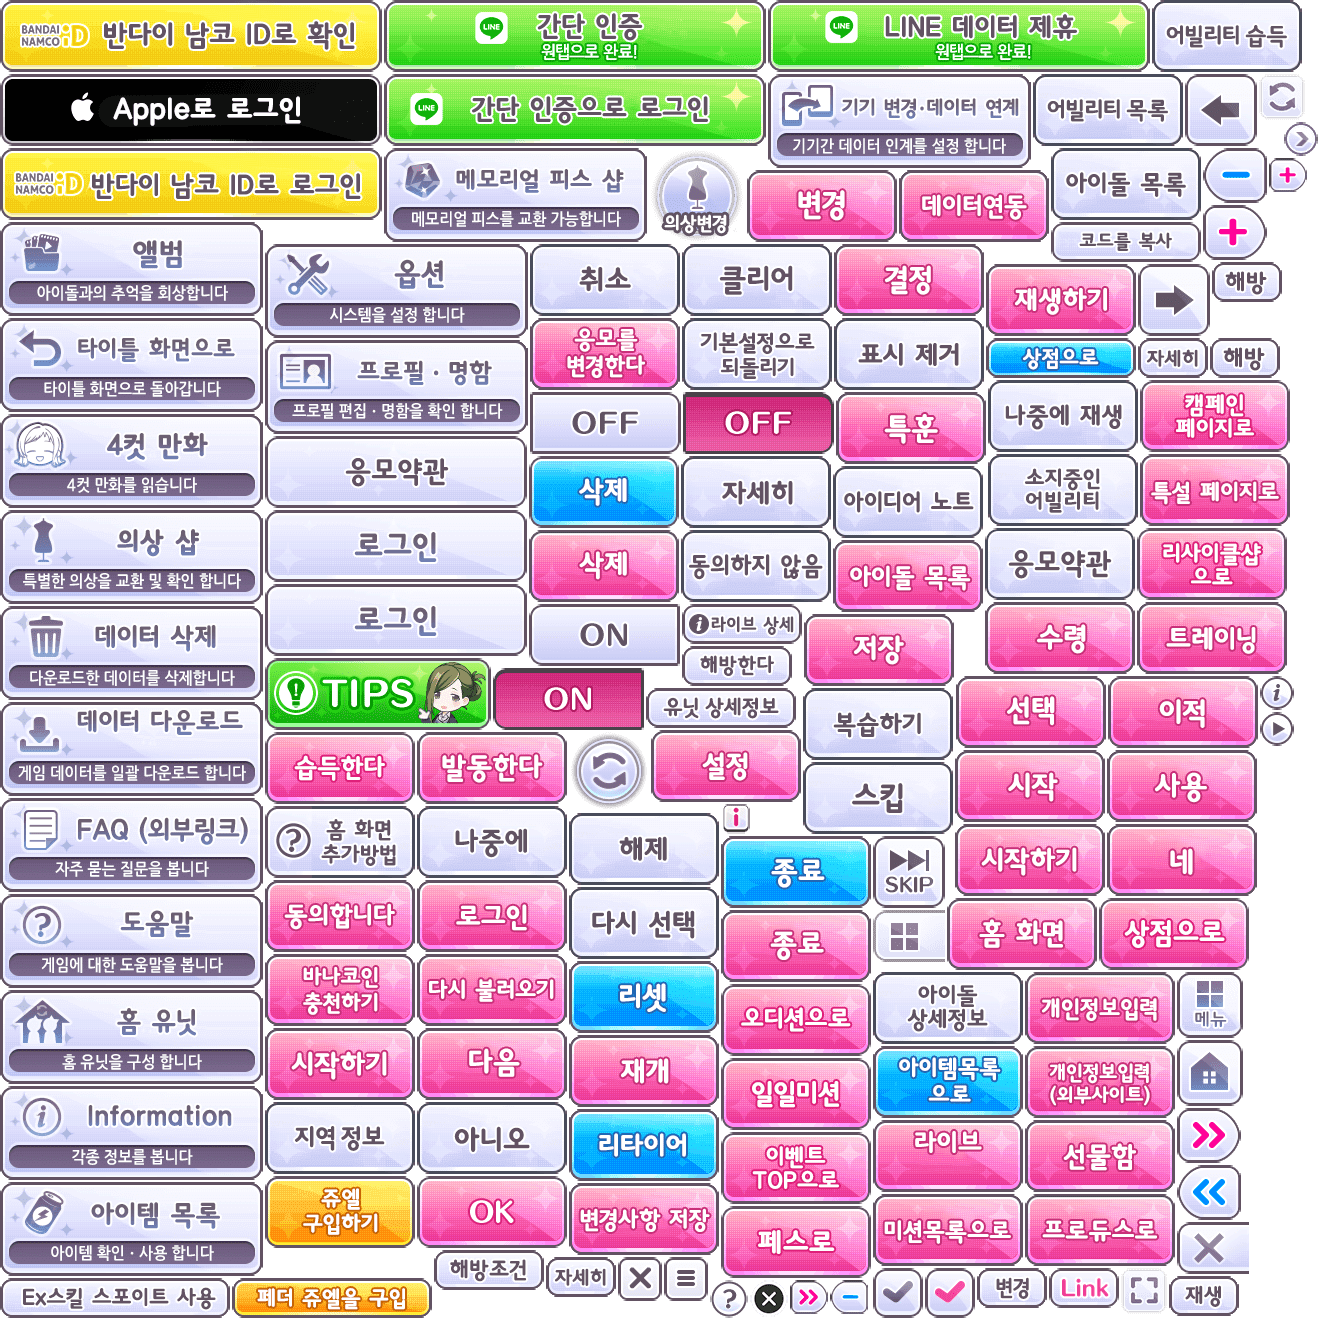 BANDAI NAMCO iD 반다이 남코 ID로 확인
LINE
간단 인증
원탭으로 완료!
LINE
LINE 데이터 제휴
원탭으로 완료!
어빌리티 습득
Apple로 로그인
LINE
간단 인증으로 로그인
기기 변경·데이터 연계
기기간 데이터 인계를 설정 합니다
어빌리티 목록
BANDAI NAMCO iD 반다이 남코 ID로 로그인
메모리얼 피스 샵
메모리얼 피스를 교환 가능합니다
의상변경
변경
데이터연동
아이돌 목록
코드를 복사
앨범
아이돌과의 추억을 회상합니다
옵션
시스템을 설정 합니다
취소
클리어
결정
재생하기
해방
타이틀 화면으로
타이틀 화면으로 돌아갑니다
프로필 · 명함
프로필 편집 · 명함을 확인 합니다
응모를
변경한다
기본설정으로
되돌리기
표시 제거
상점으로
자세히
해방
4컷 만화
4컷 만화를 읽습니다
응모약관
OFF
OFF
특훈
나중에 재생
캠페인
페이지로
의상 샵
특별한 의상을 교환 및 확인 합니다
로그인
삭제
자세히
아이디어 노트
소지중인
어빌리티
특설 페이지로
삭제
동의하지 않음
아이돌 목록
응모약관
리사이클샵
으로
데이터 삭제
다운로드한 데이터를 삭제합니다
로그인
ON
라이브 상세
해방한다
저장
수령
트레이닝
TIPS
ON
유닛 상세정보
복습하기
선택
이적
데이터 다운로드
게임 데이터를 일괄 다운로드 합니다
습득한다
발동한다
설정
스킵
시작
사용
FAQ (외부링크)
자주 묻는 질문을 봅니다
홈 화면
추가방법
나중에
해제
종료
SKIP
시작하기
네
도움말
게임에 대한 도움말을 봅니다
동의합니다
로그인
다시 선택
종료
홈 화면
상점으로
바나코인
충전하기
다시 불러오기
리셋
오디션으로
아이돌
상세정보
개인정보입력
메뉴
홈 유닛
홈 유닛을 구성 합니다
시작하기
다음
재개
일일미션
아이템목록
으로
개인정보입력
(외부사이트)
Information
각종 정보를 봅니다
지역 정보
아니오
리타이어
이벤트
TOP으로
라이브
선물함
아이템 목록
아이템 확인 · 사용 합니다
쥬엘
구입하기
OK
변경사항 저장
페스로
미션목록으로
프로듀스로
Ex스킬 스포이트 사용
페더 쥬엘을 구입
해방조건
자세히
변경
Link
재생